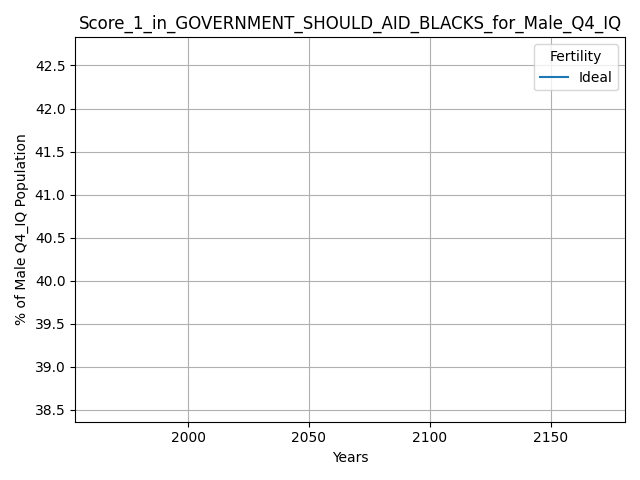 Score_1_in_GOVERNMENT_SHOULD_AID_BLACKS_for_Male_Q4_IQ
Fertility
Ideal
42.5
42.0
41.5
41.0
40.5
40.0
39.5
39.0
38.5
% of Male Q4_IQ Population
2000 2050 2100 2150
Years